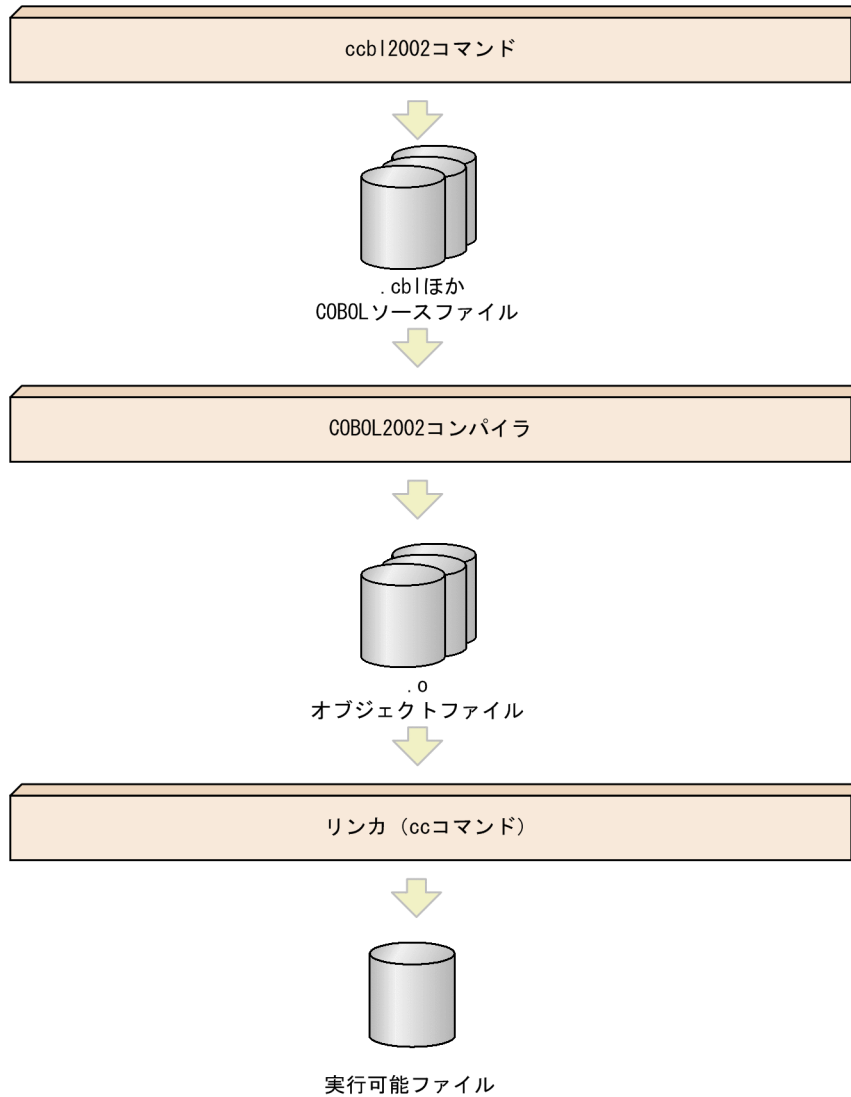 ccbl2002コマンド
.cblほか
COBOLソースファイル
COBOL2002コンパイラ
.o
オブジェクトファイル
リンカ（ccコマンド）
実行可能ファイル